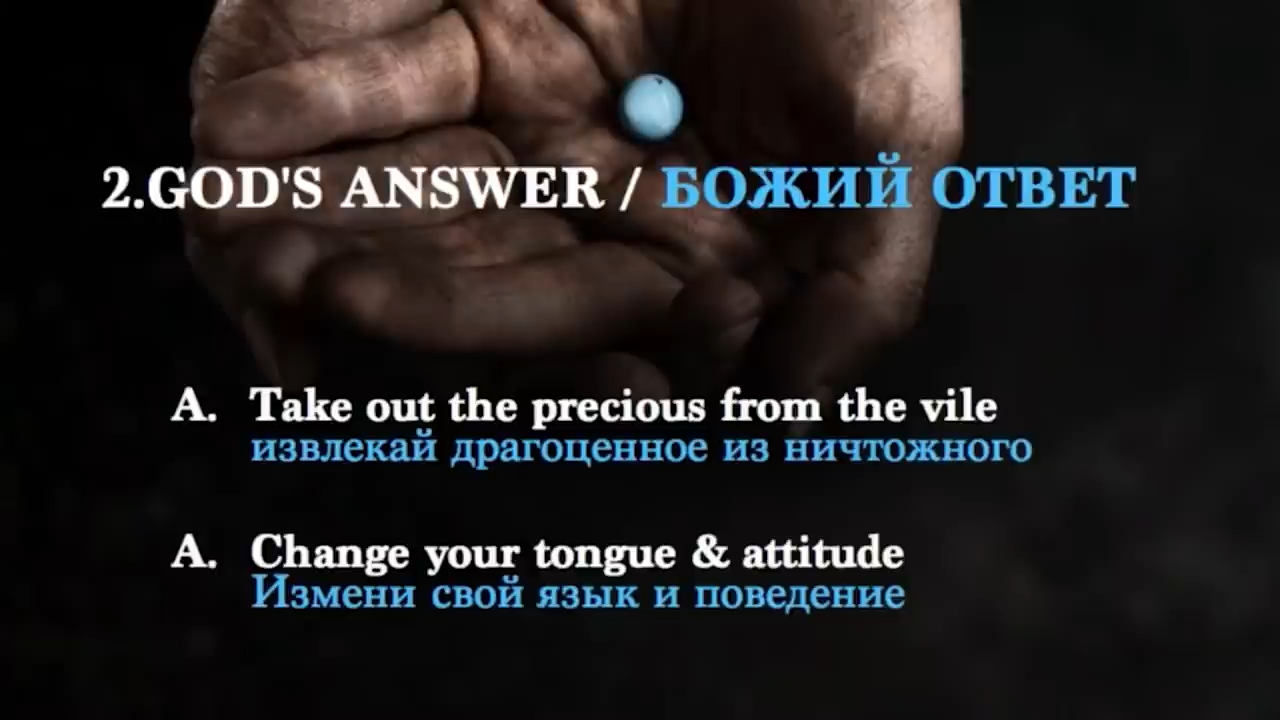 2.GOD'S ANSWER / БОЖИЙ ОТВЕТ
A. Take out the precious from the vile
извлекай драгоценное из ничтожного
A. Change your tongue & attitude
Измени свой язык и поведение